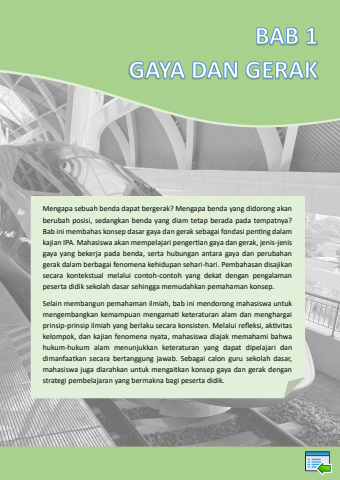 BAB 1
GAYA DAN GERAK
Mengapa sebuah benda dapat bergerak? Mengapa benda yang didorong akan
berubah posisi, sedangkan benda yang diam tetap berada pada tempatnya?
Bab ini membahas konsep dasar gaya dan gerak sebagai fondasi penting dalam
kajian IPA. Mahasiswa akan mempelajari pengertian gaya dan gerak, jenis-jenis
gaya yang bekerja pada benda, serta hubungan antara gaya dan perubahan
gerak dalam berbagai fenomena kehidupan sehari-hari. Pembahasan disajikan
secara kontekstual melalui contoh-contoh yang dekat dengan pengalaman
peserta didik sekolah dasar sehingga memudahkan pemahaman konsep.
Selain membangun pemahaman ilmiah, bab ini mendorong mahasiswa untuk
mengembangkan kemampuan mengamati keteraturan alam dan menghargai
prinsip-prinsip ilmiah yang berlaku secara konsisten. Melalui refleksi, aktivitas
kelompok, dan kajian fenomena nyata, mahasiswa diajak memahami bahwa
hukum-hukum alam menunjukkan keteraturan yang dapat dipelajari dan
dimanfaatkan secara bertanggung jawab. Sebagai calon guru sekolah dasar,
mahasiswa juga diarahkan untuk mengaitkan konsep gaya dan gerak dengan
strategi pembelajaran yang bermakna bagi peserta didik.